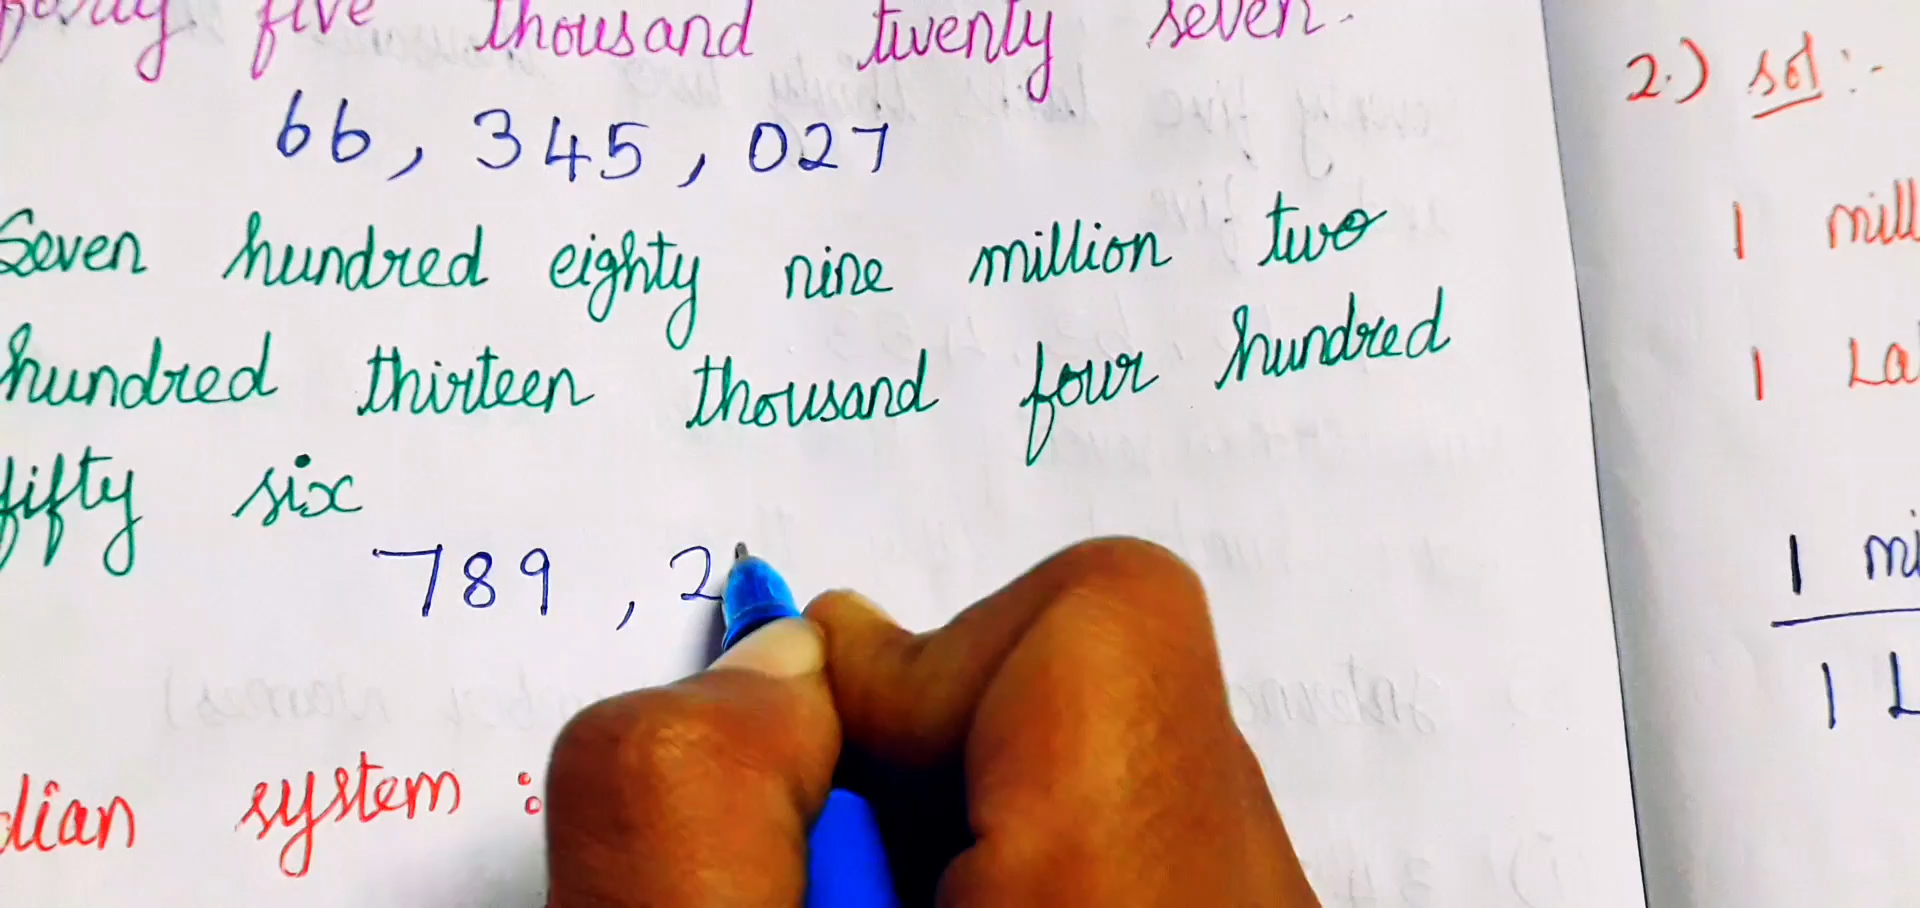 five thousand twenty seven.
66, 345, 027
Seven hundred eighty nine million two
hundred thirteen thousand four hundred
fifty six
789, 2
dian system :
2.) sol :-
1 mill
1 La
1 mi
1 L